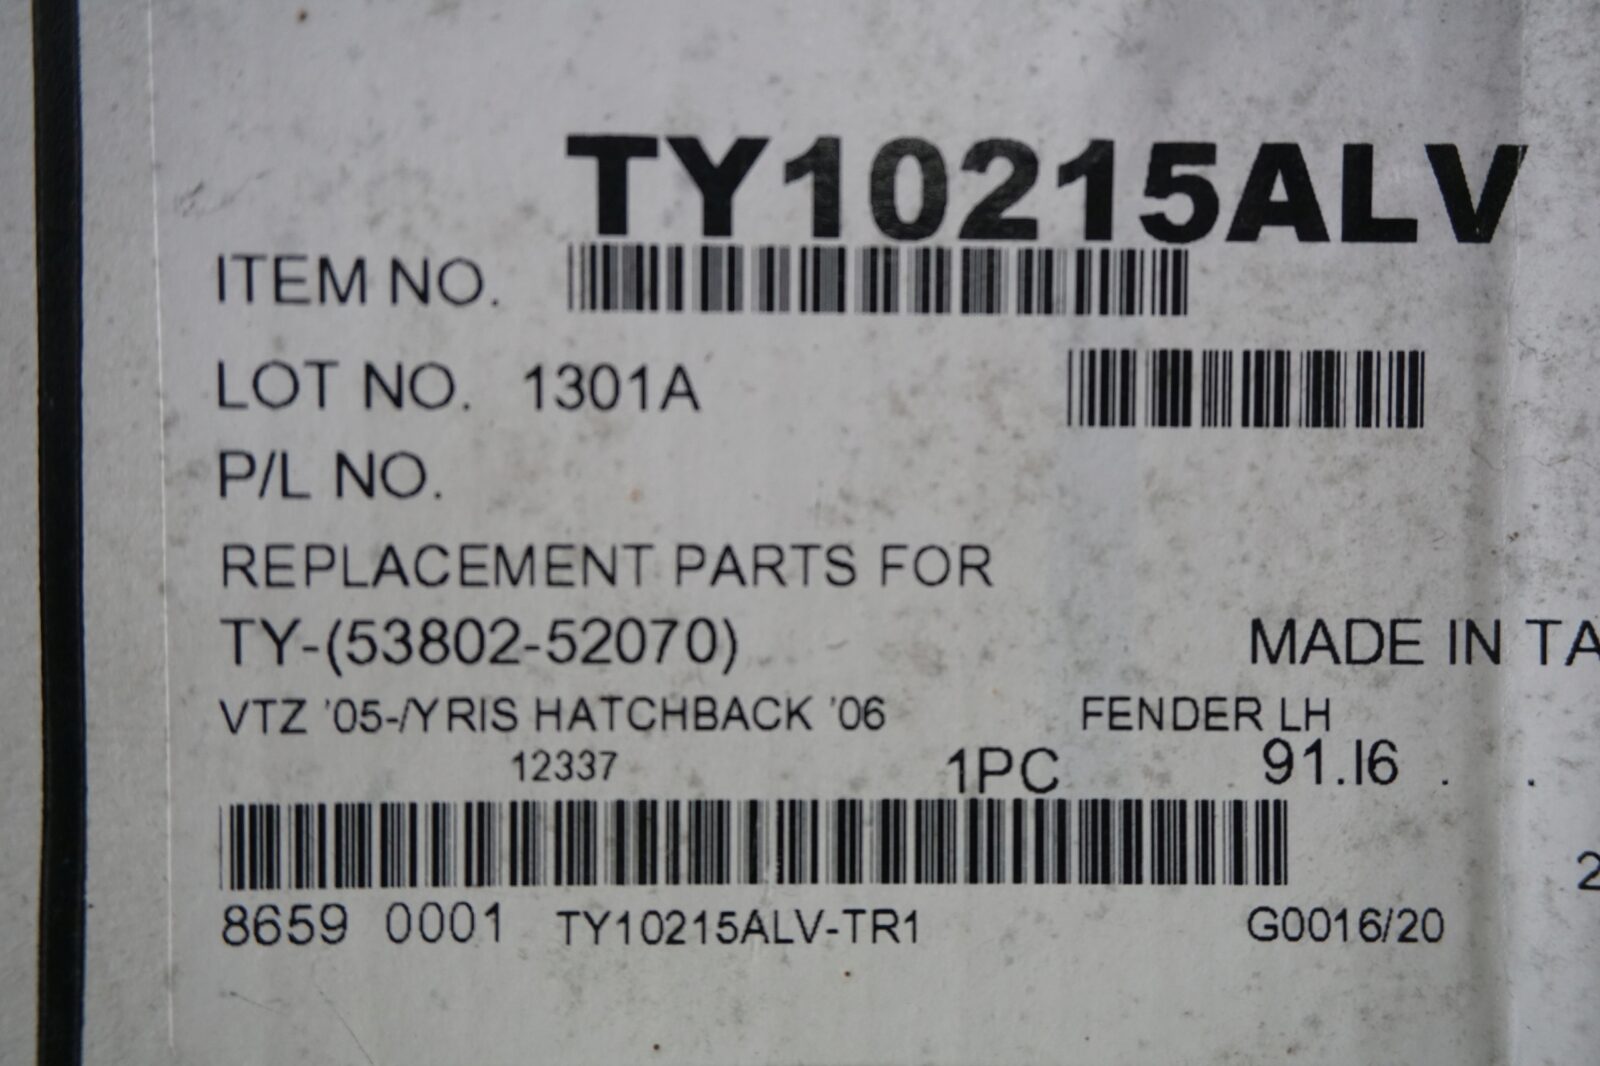 TY10215ALV
ITEM NO.
LOT NO. 1301A
P/L NO.
REPLACEMENT PARTS FOR
TY-(53802-52070) MADE IN TA
VTZ '05-/YRIS HATCHBACK '06 FENDER LH
12337 1PC 91.I6 . .
2
8659 0001 TY10215ALV-TR1 G0016/20